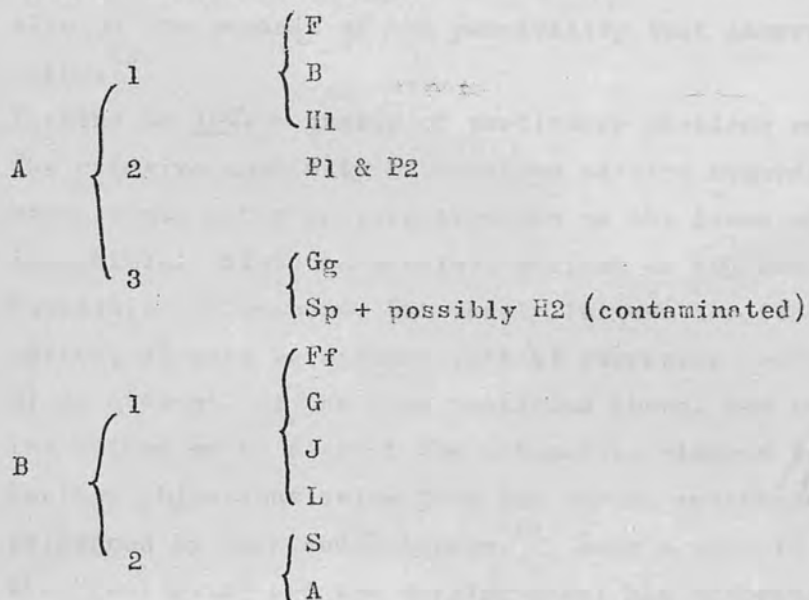 F
1 B
H1
A 2 P1 & P2
Gg
3
Sp + possibly H2 (contaminated)
Ff
1 G
J
B L
2 S
A